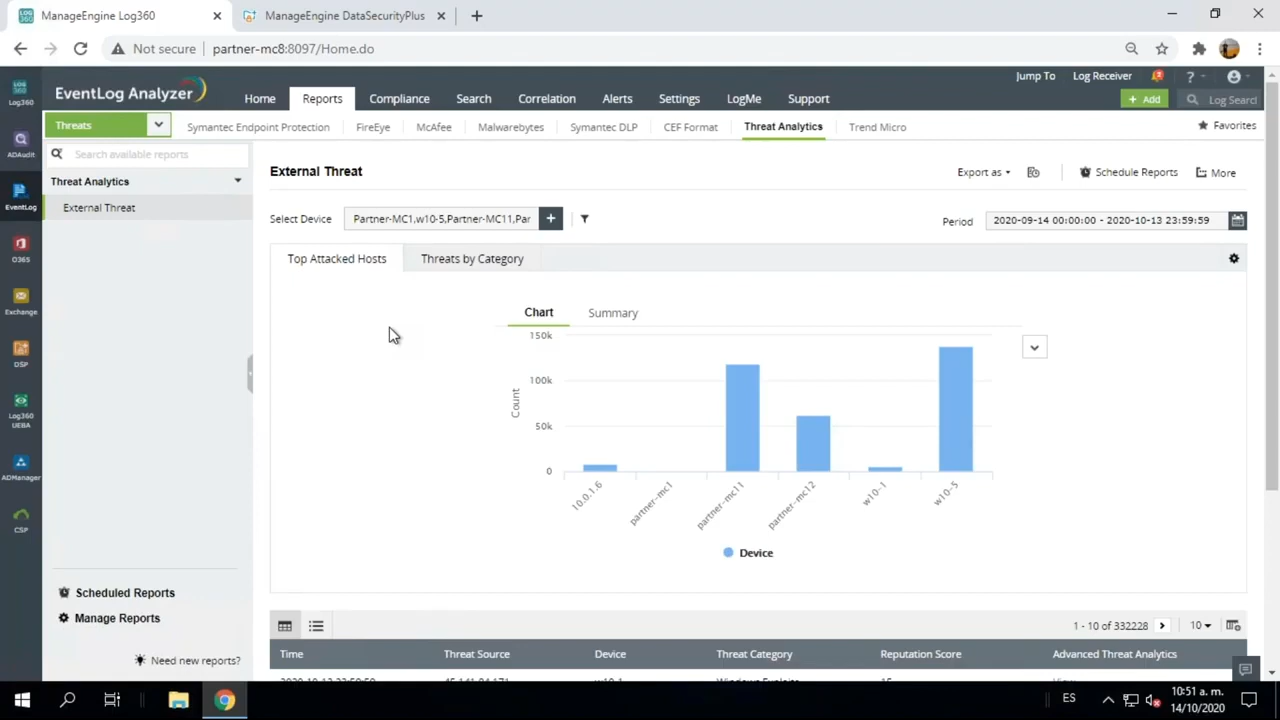 ManageEngine Log360
ManageEngine DataSecurityPlus
Not secure
partner-mc8:8097/Home.do
Jump To
Log Receiver
?
EventLog Analyzer
Home
Reports
Compliance
Search
Correlation
Alerts
Settings
LogMe
Support
+ Add
Log Search
Threats
Symantec Endpoint Protection
FireEye
McAfee
Malwarebytes
Symantec DLP
CEF Format
Threat Analytics
Trend Micro
Favorites
LOG 360
Log360
ADAudit
EventLog
O365
Exchange
DSP
Log360
UEBA
ADManager
CSP
Search available reports
Threat Analytics
External Threat
Scheduled Reports
Manage Reports
Need new reports?
External Threat
Export as
Schedule Reports
More
Select Device
Partner-MC1,w10-5,Partner-MC11,Par
+
Period
2020-09-14 00:00:00 - 2020-10-13 23:59:59
Top Attacked Hosts
Threats by Category
Chart
Summary
150k
100k
50k
0
Count
10.0.1.6
partner-mc1
partner-mc11
partner-mc12
w10-1
w10-5
Device
1 - 10 of 332228
10
Time
Threat Source
Device
Threat Category
Reputation Score
Advanced Threat Analytics
ES
10:51 a. m.
14/10/2020